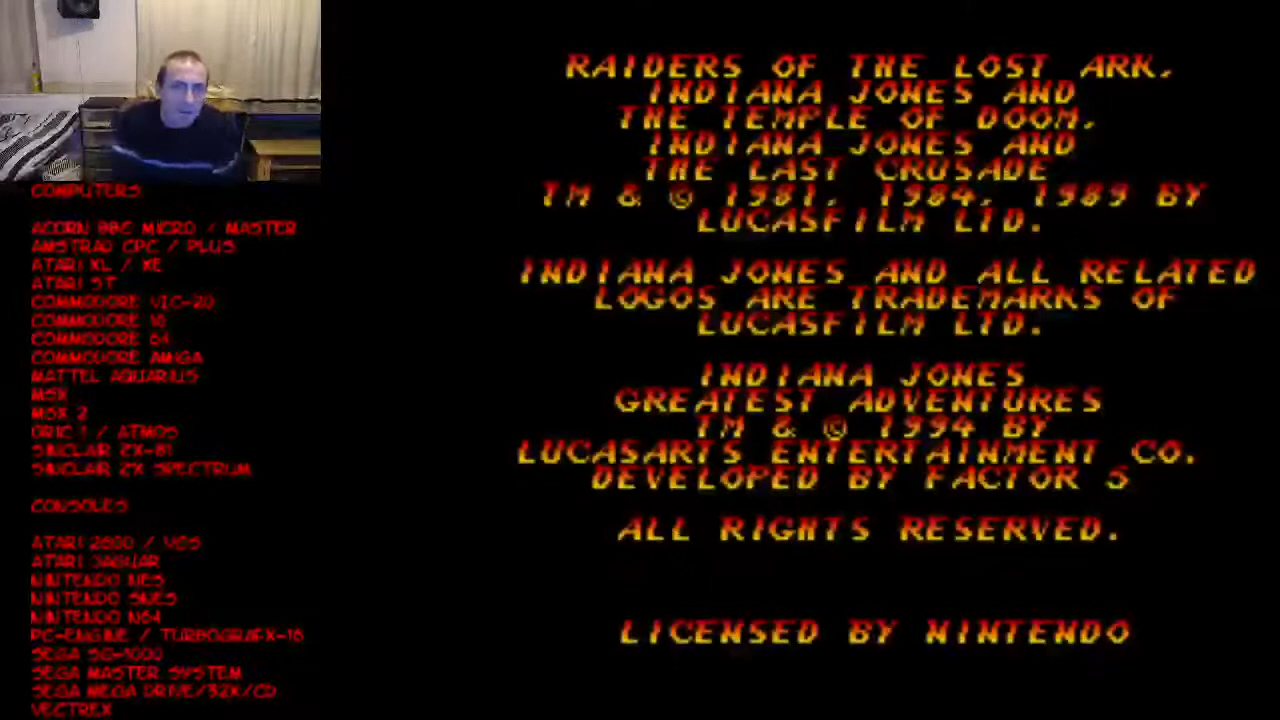 COMPUTERS
ACORN BBC MICRO / MASTER
AMSTRAD CPC / PLUS
ATARI XL / XE
ATARI ST
COMMODORE VIC-20
COMMODORE 16
COMMODORE 64
COMMODORE AMIGA
MATTEL AQUARIUS
MSX
MSX 2
ORIC 1 / ATMOS
SINCLAIR ZX-81
SINCLAIR ZX SPECTRUM
CONSOLES
ATARI 2600 / VCS
ATARI JAGUAR
NINTENDO NES
NINTENDO SNES
NINTENDO N64
PC-ENGINE / TURBOGRAFX-16
SEGA SG-1000
SEGA MASTER SYSTEM
SEGA MEGA DRIVE/32X/CD
VECTREX
RAIDERS OF THE LOST ARK,
INDIANA JONES AND
THE TEMPLE OF DOOM,
INDIANA JONES AND
THE LAST CRUSADE
TM & © 1981, 1984, 1989 BY
LUCASFILM LTD.
INDIANA JONES AND ALL RELATED
LOGOS ARE TRADEMARKS OF
LUCASFILM LTD.
INDIANA JONES
GREATEST ADVENTURES
TM & © 1994 BY
LUCASARTS ENTERTAINMENT CO.
DEVELOPED BY FACTOR 5
ALL RIGHTS RESERVED.
LICENSED BY NINTENDO